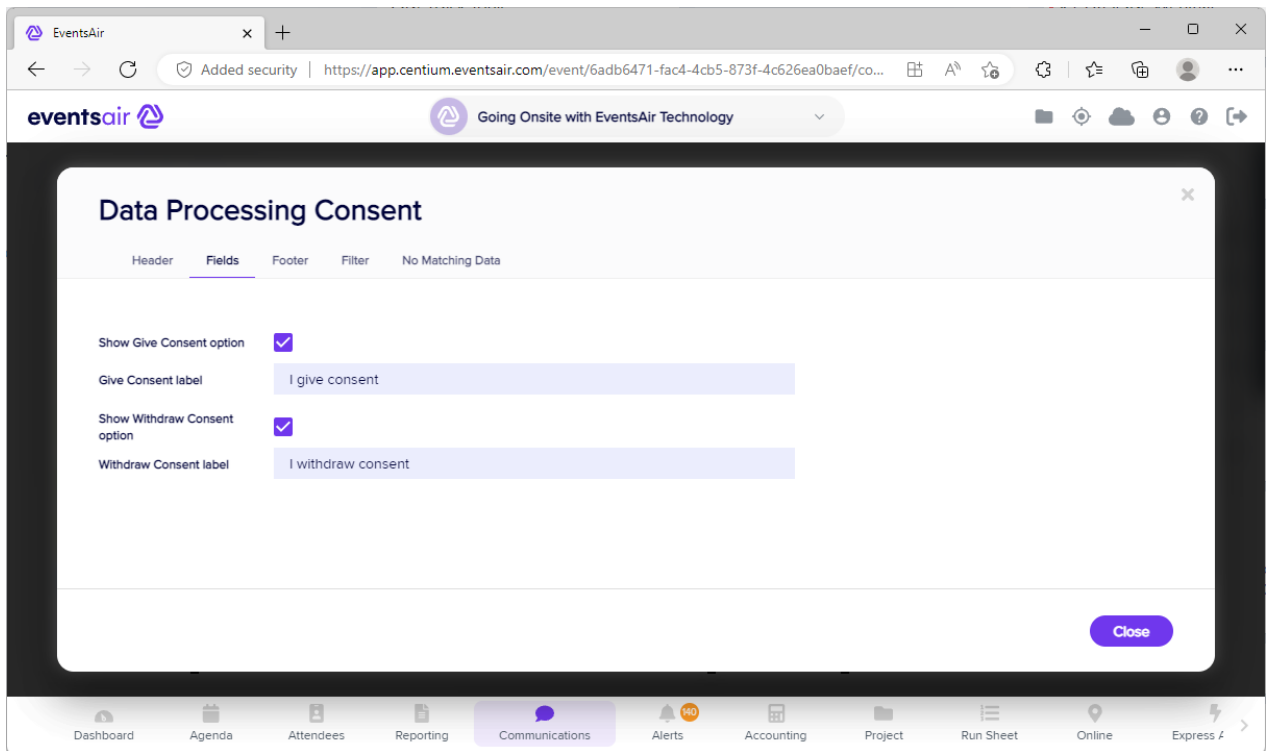 EventsAir
Added security | https://app.centium.eventsair.com/event/6adb6471-fac4-4cb5-873f-4c626ea0baef/co...
eventsair
Going Onsite with EventsAir Technology
Data Processing Consent
Header Fields Footer Filter No Matching Data
Show Give Consent option
Give Consent label I give consent
Show Withdraw Consent
option
Withdraw Consent label I withdraw consent
Close
140
Dashboard Agenda Attendees Reporting Communications Alerts Accounting Project Run Sheet Online Express